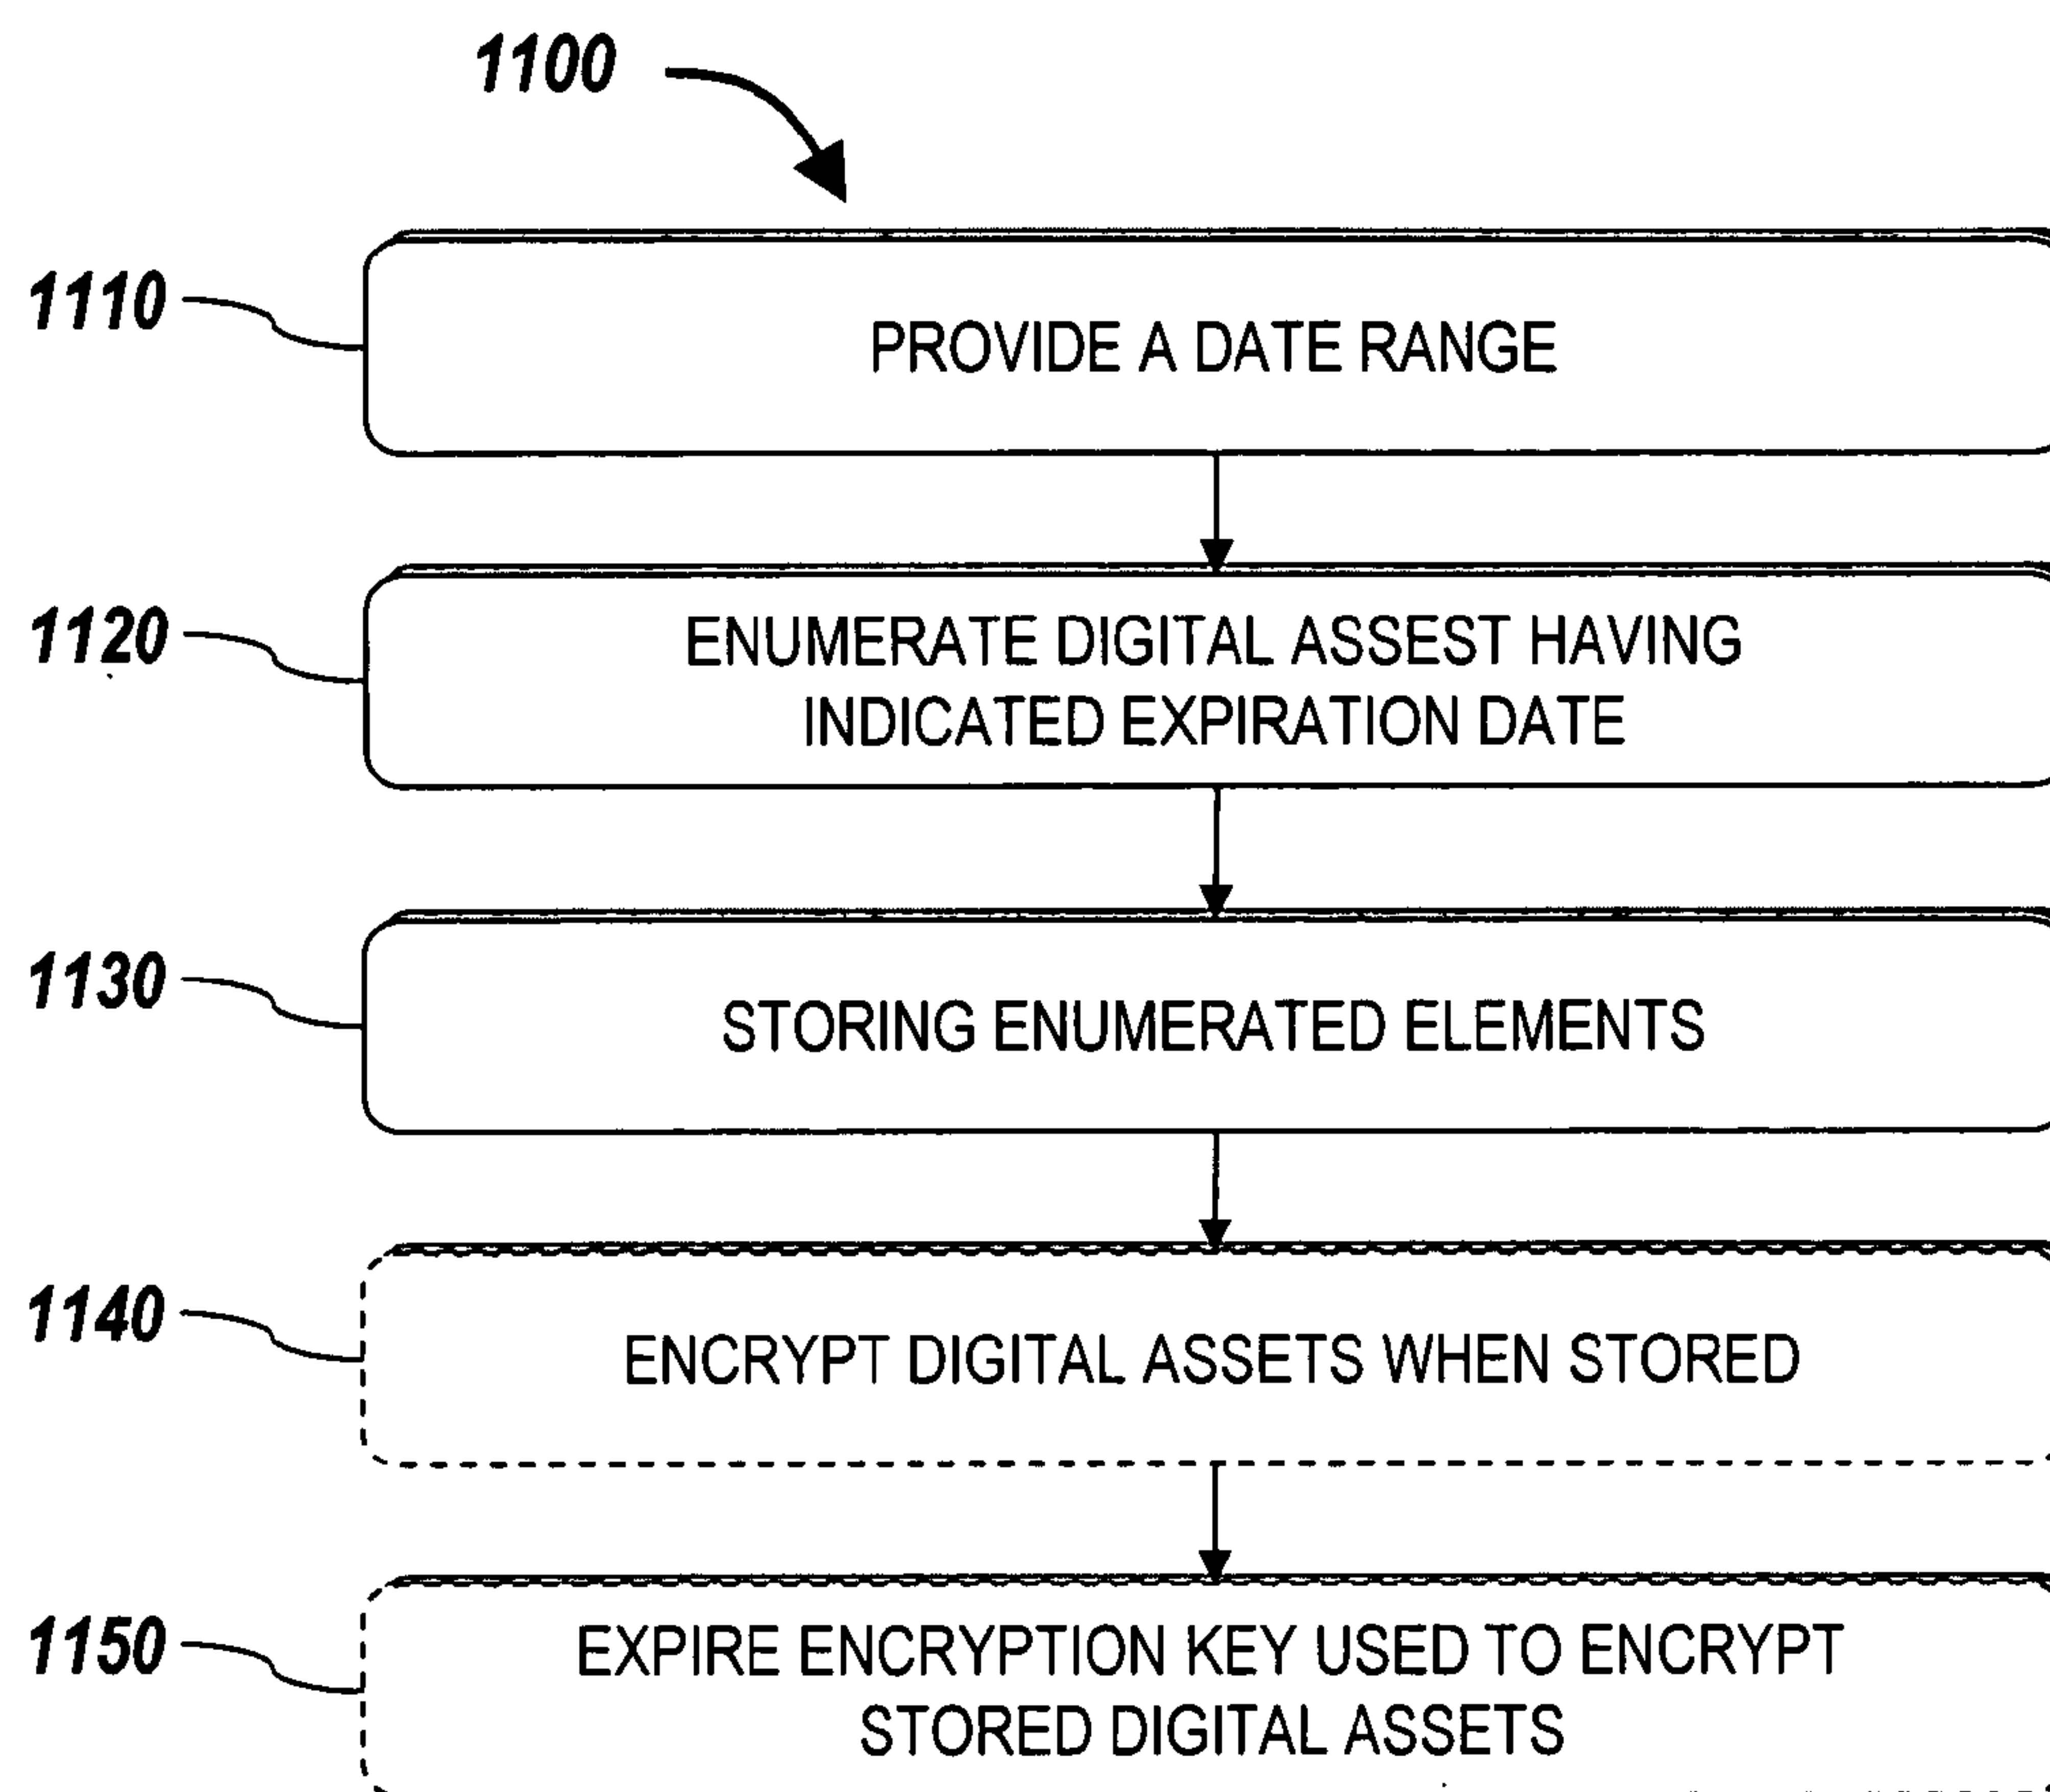 1100
1110
PROVIDE A DATE RANGE
1120
ENUMERATE DIGITAL ASSEST HAVING
INDICATED EXPIRATION DATE
1130
STORING ENUMERATED ELEMENTS
1140
ENCRYPT DIGITAL ASSETS WHEN STORED
1150
EXPIRE ENCRYPTION KEY USED TO ENCRYPT
STORED DIGITAL ASSETS